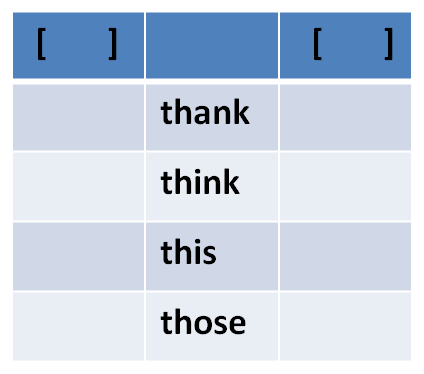 [ ] [ ]
thank
think
this
those